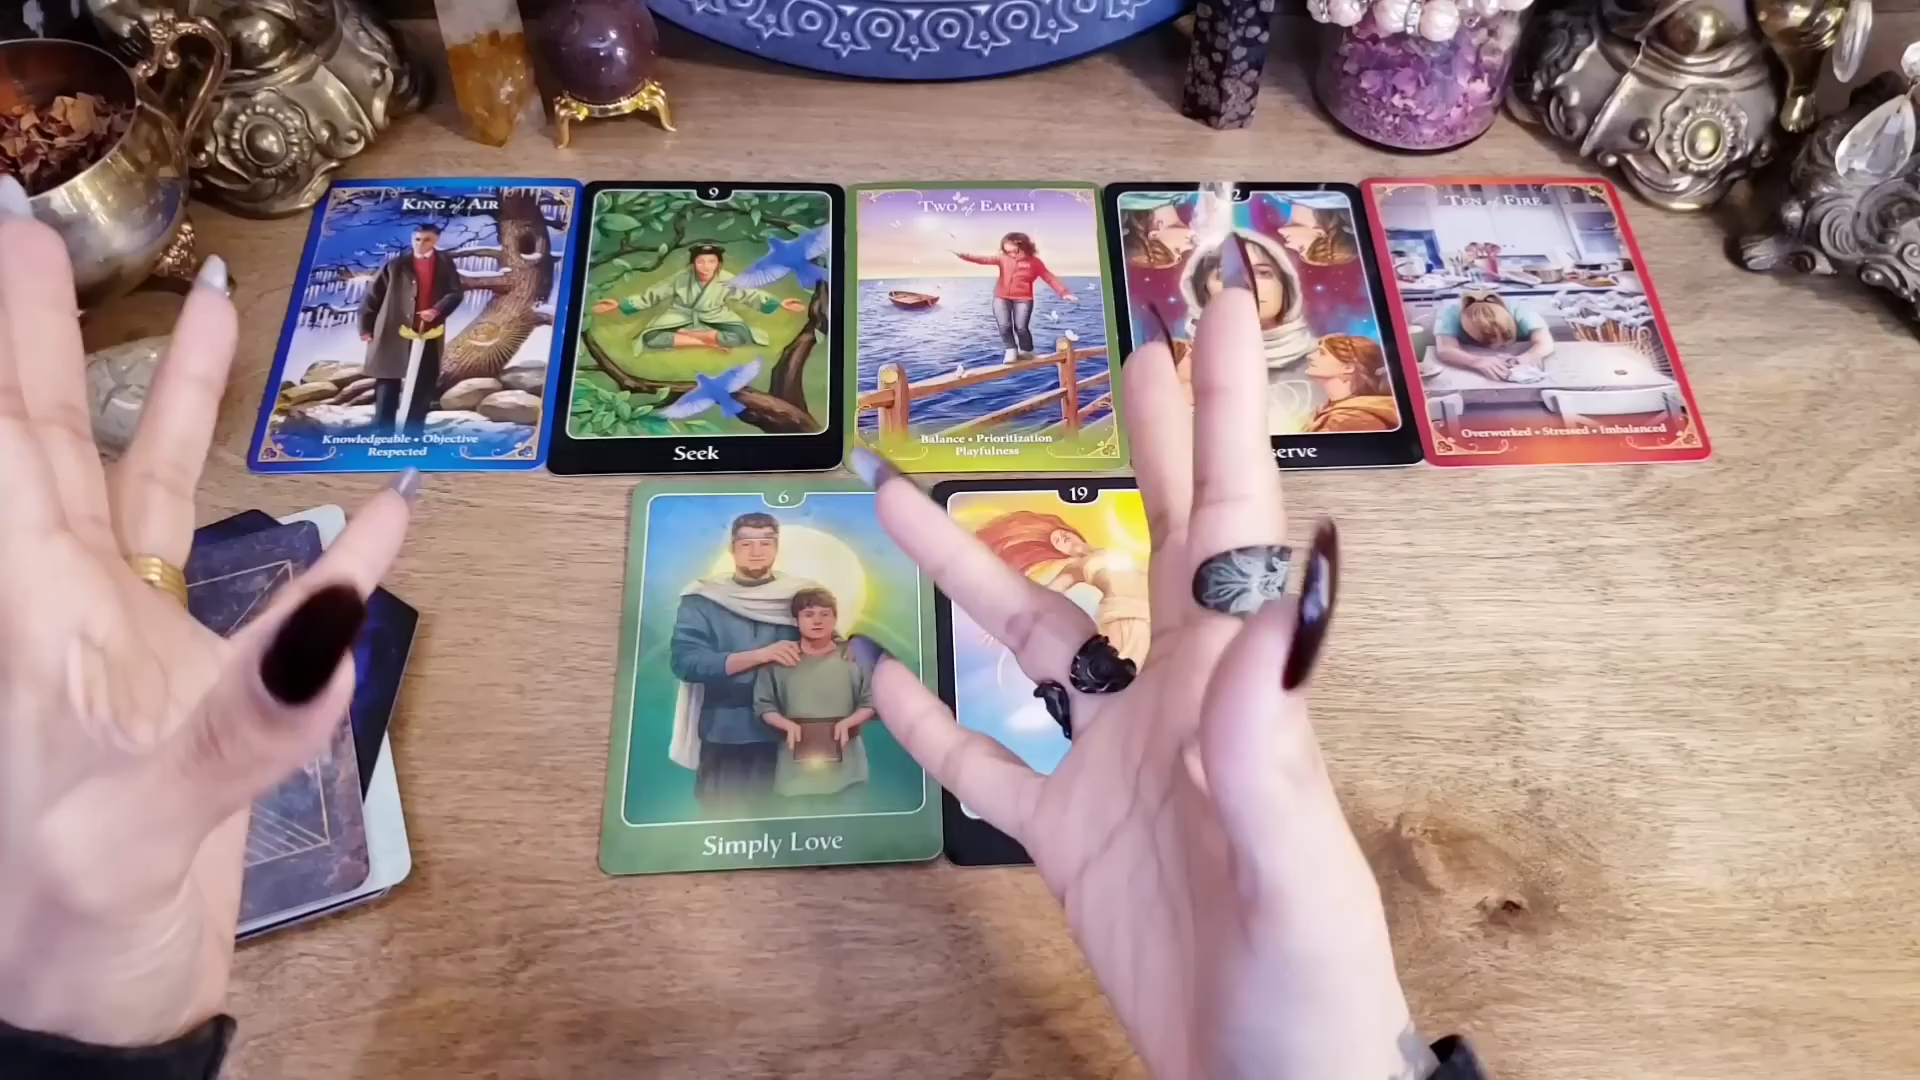 KING of AIR
9
TWO of EARTH
2
TEN of FIRE
Knowledgeable • Objective
Respected
Seek
Balance • Prioritization
Playfulness
serve
Overworked • Stressed • Imbalanced
6
19
Simply Love